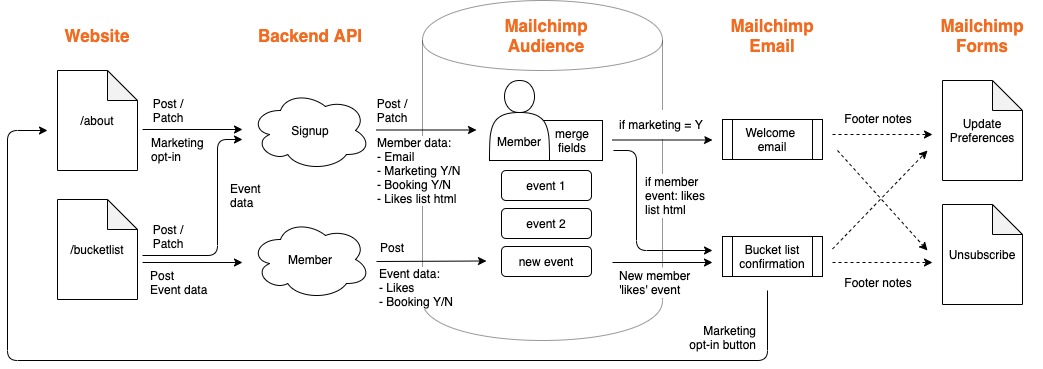 Website
Backend API
Mailchimp
Audience
Mailchimp
Email
Mailchimp
Forms
/about
Post /
Patch
Marketing
opt-in
Signup
Post /
Patch
Member data:
- Email
- Marketing Y/N
- Booking Y/N
- Likes list html
Member
merge
fields
if marketing = Y
Welcome
email
Footer notes
Update
Preferences
Event
data
event 1
event 2
new event
if member
event: likes
list html
/bucketlist
Post /
Patch
Post
Event data
Member
Post
Event data:
- Likes
- Booking Y/N
New member
'likes' event
Bucket list
confirmation
Footer notes
Unsubscribe
Marketing
opt-in button